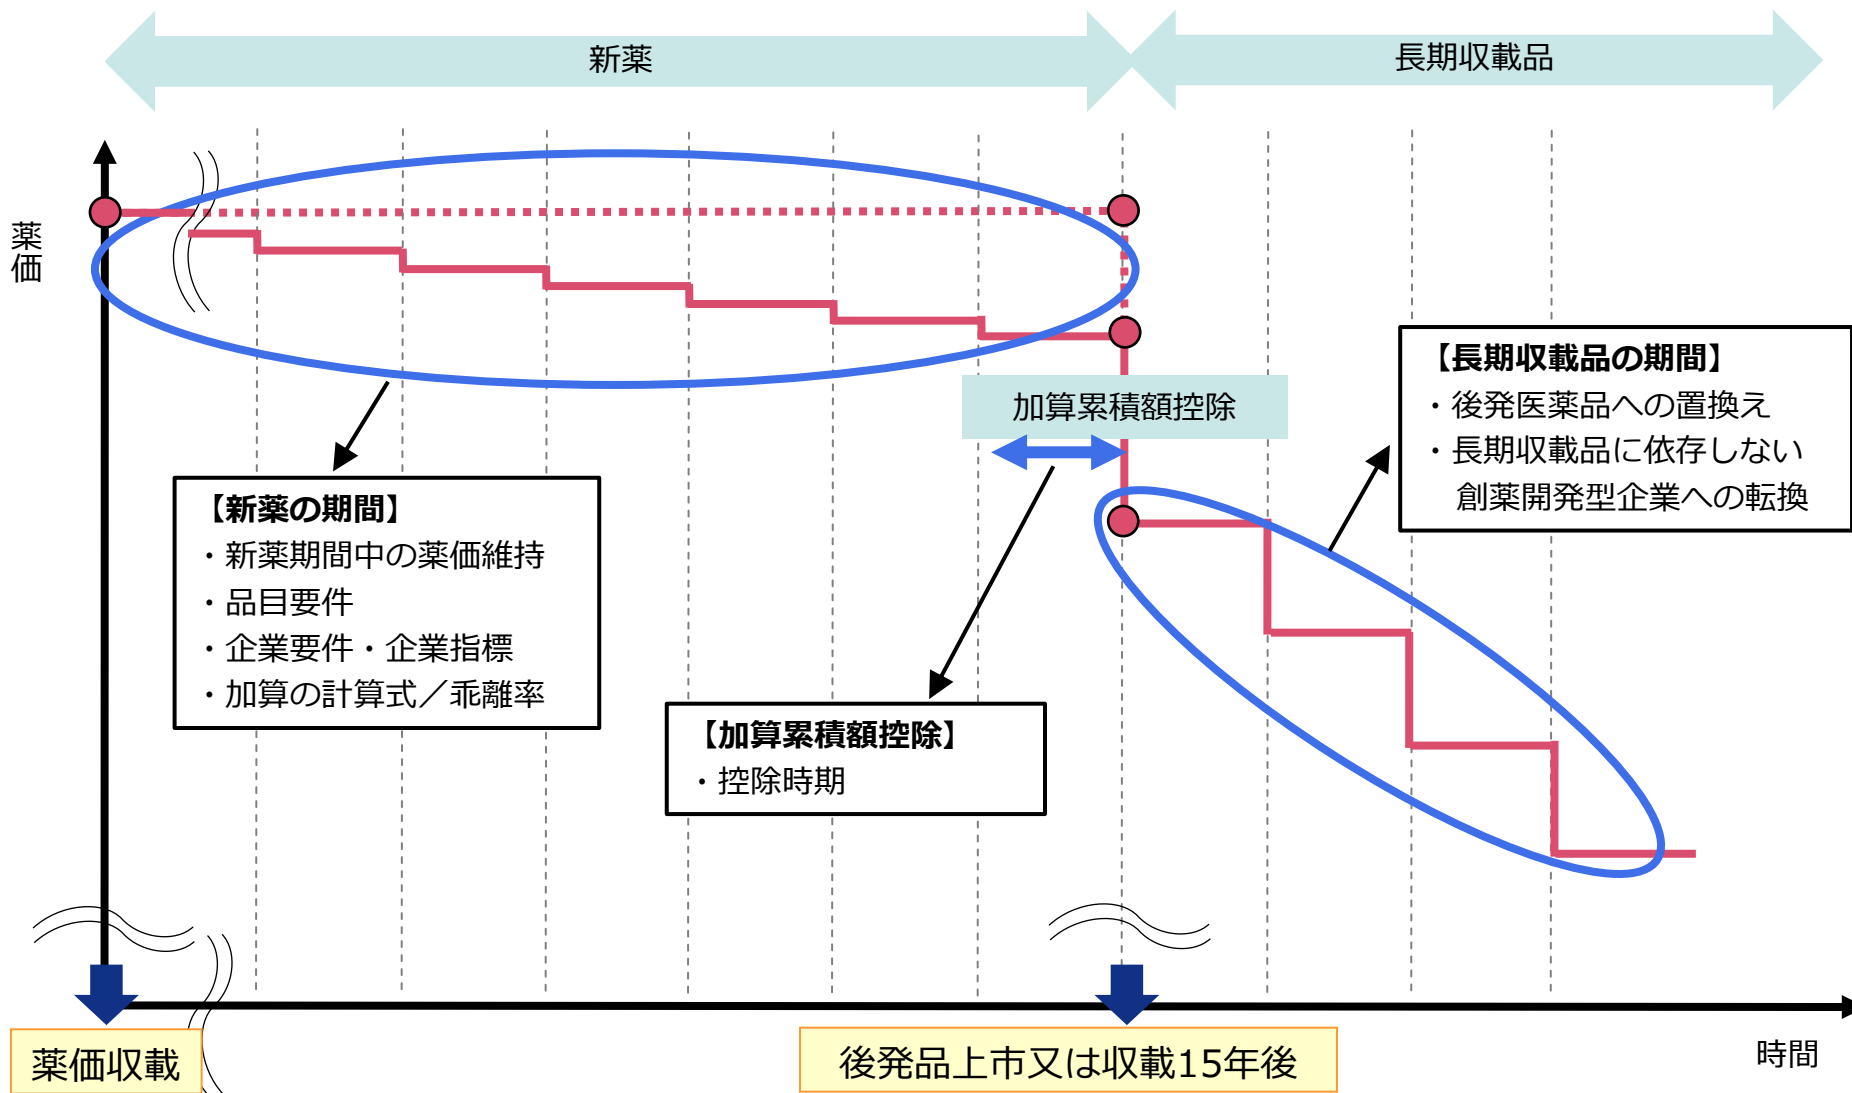 新薬
長期収載品
薬価
加算累積額控除
【長期収載品の期間】
・後発医薬品への置換え
・長期収載品に依存しない
創薬開発型企業への転換
【新薬の期間】
・新薬期間中の薬価維持
・品目要件
・企業要件・企業指標
・加算の計算式／乖離率
【加算累積額控除】
・控除時期
薬価収載
後発品上市又は収載15年後
時間